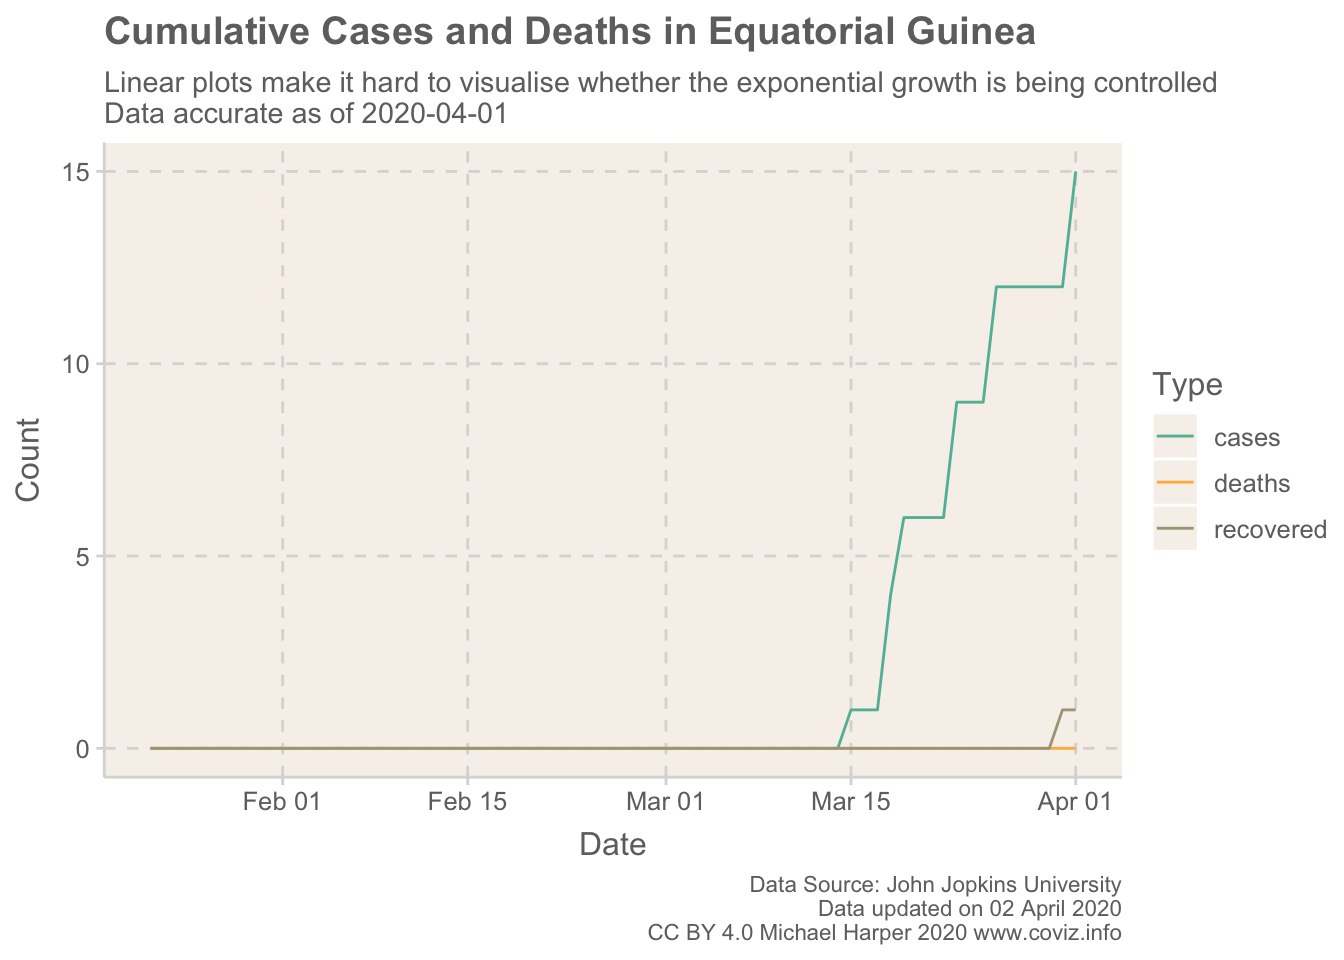 Cumulative Cases and Deaths in Equatorial Guinea
Linear plots make it hard to visualise whether the exponential growth is being controlled
Data accurate as of 2020-04-01
15
10
5
0
Count
Feb 01
Feb 15
Mar 01
Mar 15
Apr 01
Date
Type
cases
deaths
recovered
Data Source: John Jopkins University
Data updated on 02 April 2020
CC BY 4.0 Michael Harper 2020 www.coviz.info